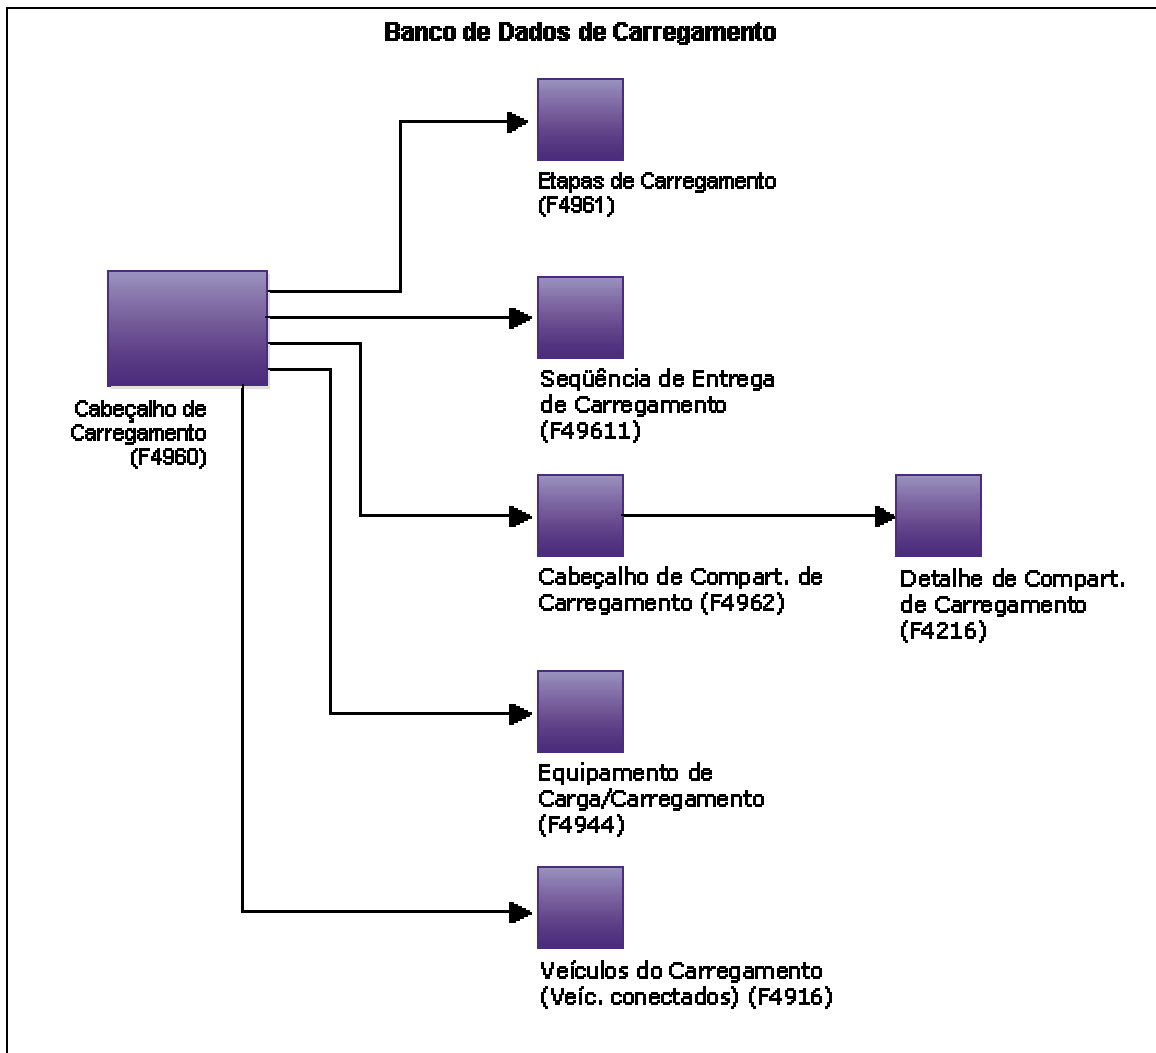 Banco de Dados de Carregamento
Etapas de Carregamento
(F4961)
Cabeçalho de
Carregamento
(F4960)
Seqüência de Entrega
de Carregamento
(F49611)
Cabeçalho de Compart. de
Carregamento (F4962)
Detalhe de Compart.
de Carregamento
(F4216)
Equipamento de
Carga/Carregamento
(F4944)
Veículos do Carregamento
(Veíc. conectados) (F4916)